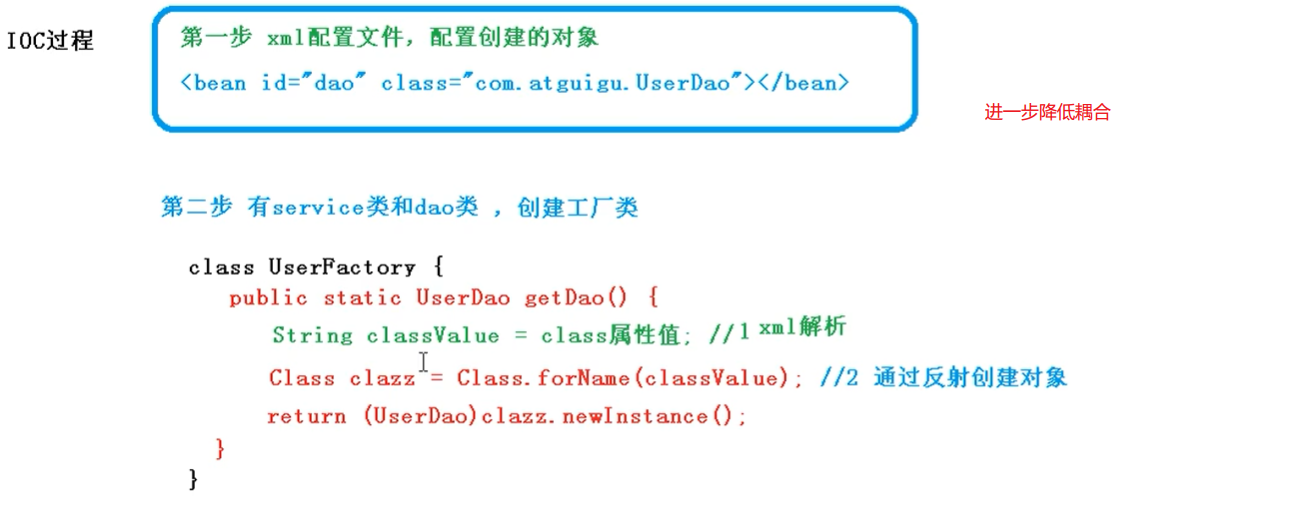 IOC过程
第一步 xml配置文件，配置创建的对象
<bean id="dao" class="com.atguigu.UserDao"></bean>
进一步降低耦合
第二步 有service类和dao类 ，创建工厂类
class UserFactory {
public static UserDao getDao() {
String classValue = class属性值; //1 xml解析
Class clazz = Class.forName(classValue); //2 通过反射创建对象
return (UserDao)clazz.newInstance();
}
}